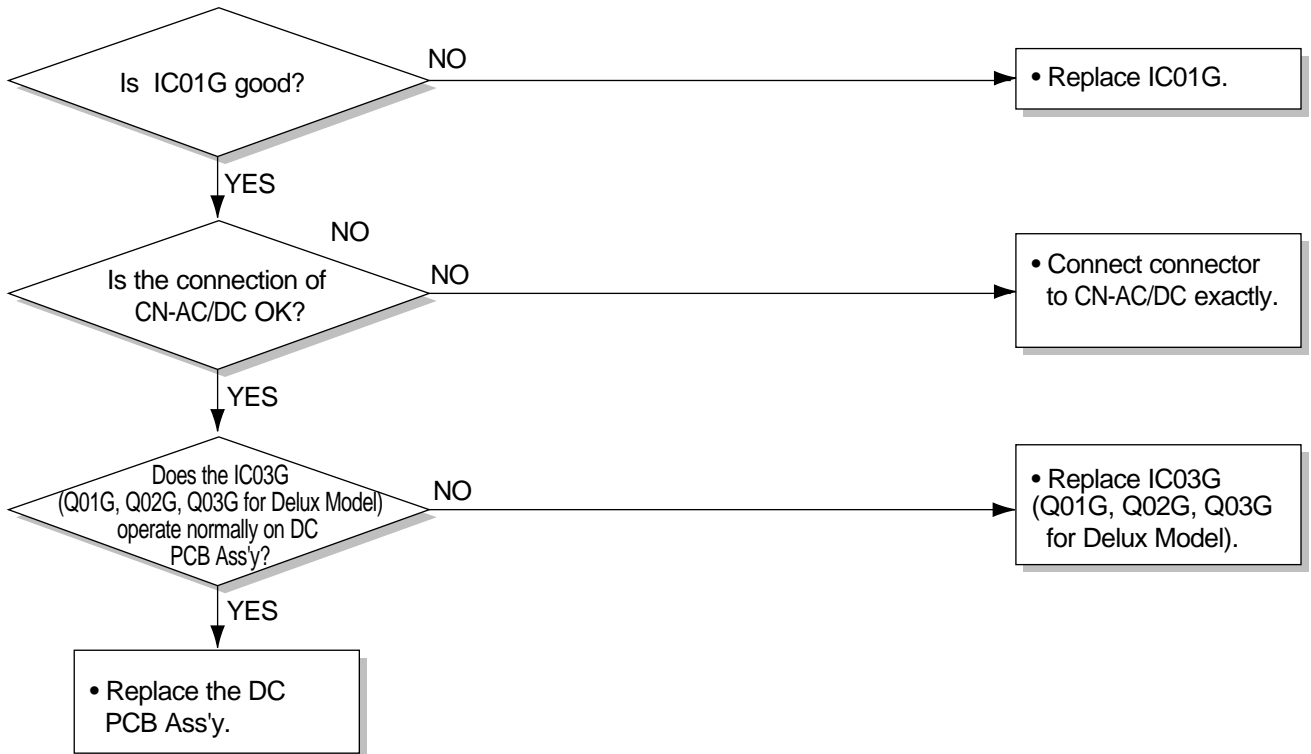 Is IC01G good?
NO
• Replace IC01G.
YES
NO
Is the connection of
CN-AC/DC OK?
NO
• Connect connector
to CN-AC/DC exactly.
YES
Does the IC03G
(Q01G, Q02G, Q03G for Delux Model)
operate normally on DC
PCB Ass'y?
NO
• Replace IC03G
(Q01G, Q02G, Q03G
for Delux Model).
YES
• Replace the DC
PCB Ass'y.